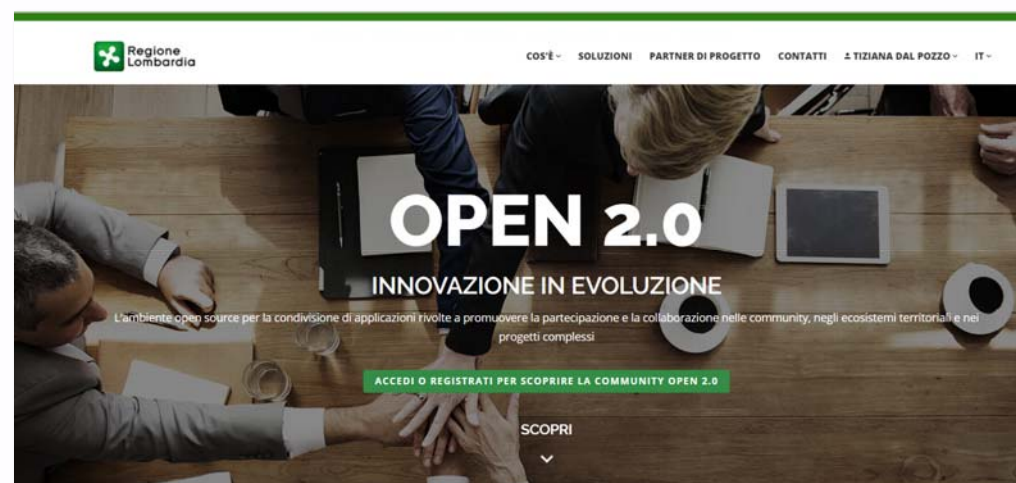 Regione
Lombardia
COS'È SOLUZIONI PARTNER DI PROGETTO CONTATTI TIZIANA DAL POZZO IT
OPEN 2.0
INNOVAZIONE IN EVOLUZIONE
L'ambiente open source per la condivisione di applicazioni rivolte a promuovere la partecipazione e la collaborazione nelle community, negli ecosistemi territoriali e nei
progetti complessi
ACCEDI O REGISTRATI PER SCOPRIRE LA COMMUNITY OPEN 2.0
SCOPRI